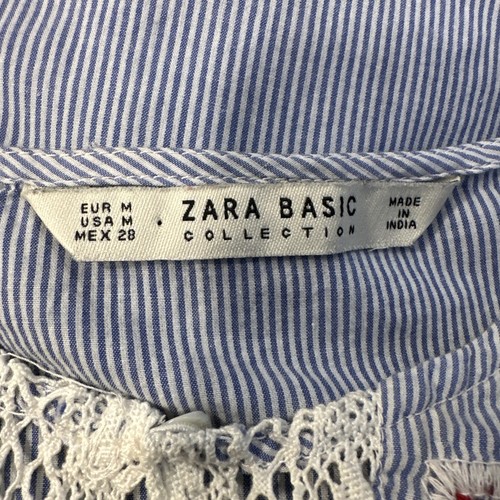 EUR M
USA M
MEX 28
. ZARA BASIC
COLLECTION
MADE
IN
INDIA